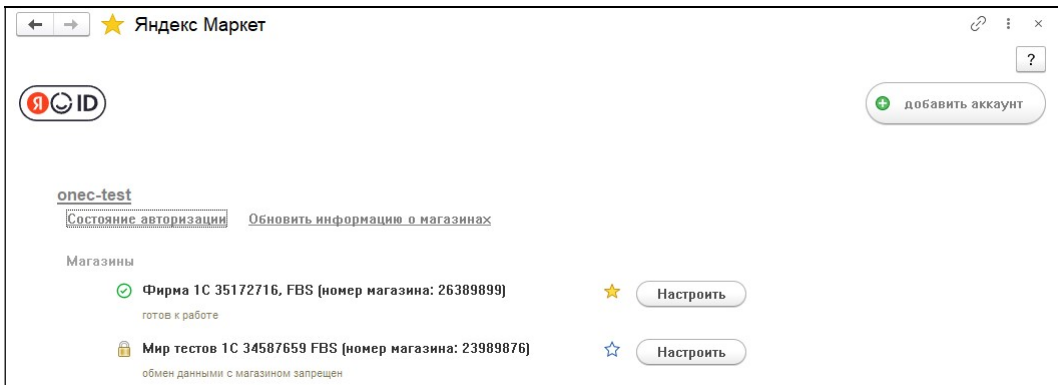 Яндекс Маркет
?
Я ID
добавить аккаунт
onec-test
Состояние авторизации Обновить информацию о магазинах
Магазины
Фирма 1С 35172716, FBS (номер магазина: 26389899) Настроить
готов к работе
Мир тестов 1С 34587659 FBS (номер магазина: 23989876) Настроить
обмен данными с магазином запрещен